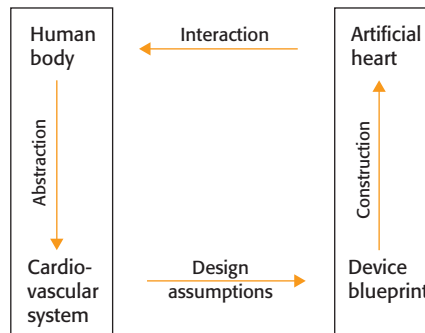 Human
body
Interaction
Artificial
heart
Abstraction
Construction
Cardio-
vascular
system
Design
assumptions
Device
blueprint